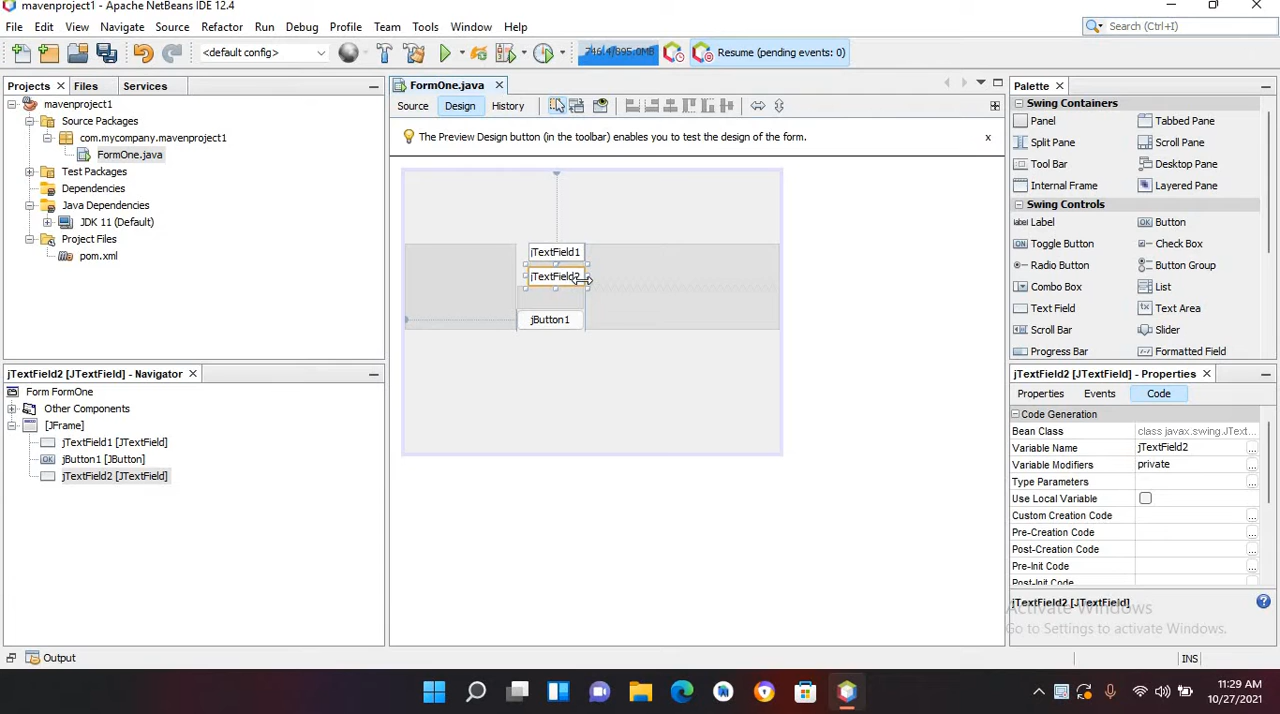 mavenproject1 - Apache NetBeans IDE 12.4
File Edit View Navigate Source Refactor Run Debug Profile Team Tools Window Help
Search (Ctrl+I)
<default config>
746.4/895.0MB
Resume (pending events: 0)
Projects
Files
Services
mavenproject1
Source Packages
com.mycompany.mavenproject1
FormOne.java
Test Packages
Dependencies
Java Dependencies
JDK 11 (Default)
Project Files
pom.xml
jTextField2 [JTextField] - Navigator
Form FormOne
Other Components
[JFrame]
jTextField1 [JTextField]
jButton1 [JButton]
jTextField2 [JTextField]
Output
FormOne.java
Source Design History
The Preview Design button (in the toolbar) enables you to test the design of the form.
x
jTextField1
jTextField2
jButton1
Palette
Swing Containers
Panel Tabbed Pane
Split Pane Scroll Pane
Tool Bar Desktop Pane
Internal Frame Layered Pane
Swing Controls
Label Button
Toggle Button Check Box
Radio Button Button Group
Combo Box List
Text Field Text Area
Scroll Bar Slider
Progress Bar Formatted Field
jTextField2 [JTextField] - Properties
Properties Events Code
Code Generation
Bean Class class javax.swing.JText...
Variable Name jTextField2 ...
Variable Modifiers private ...
Type Parameters ...
Use Local Variable
Custom Creation Code ...
Pre-Creation Code ...
Post-Creation Code ...
Pre-Init Code ...
Post-Init Code
jTextField2 [JTextField]
Activate Windows
Go to Settings to activate Windows.
INS
11:29 AM
10/27/2021